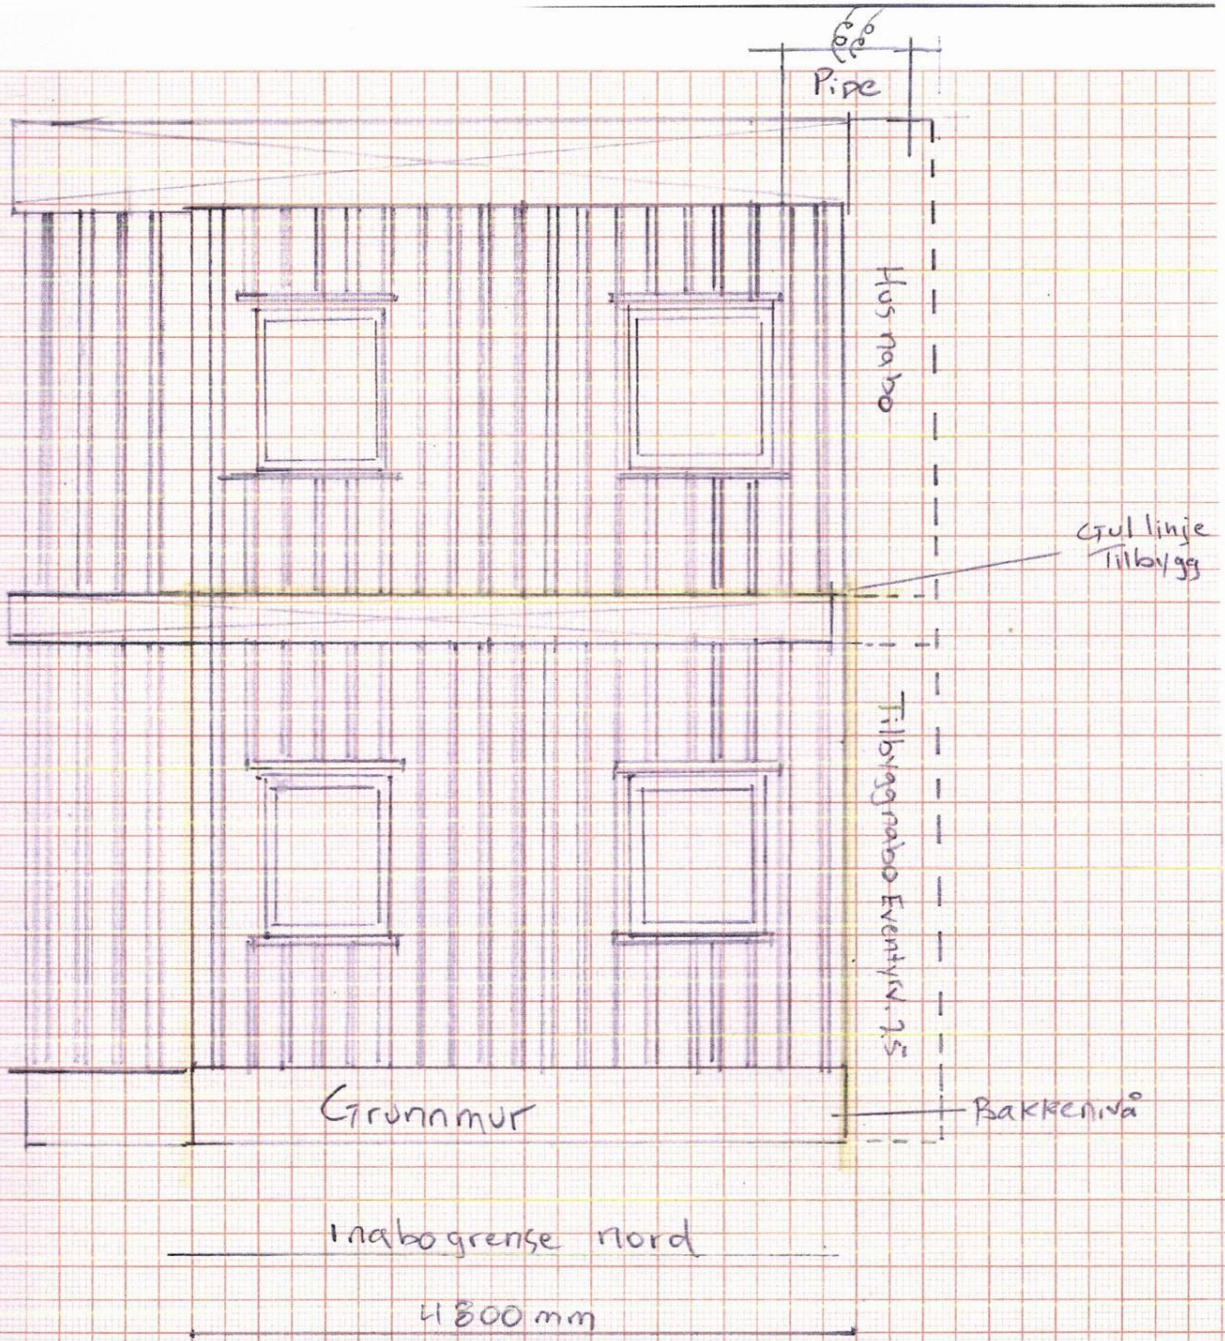 Pipe
Hus nabo
Gul linje
Tilbygg
Tilbyggnabo Eventyrv. 25
Grunnmur
Bakkenivå
nabogrense nord
4800 mm